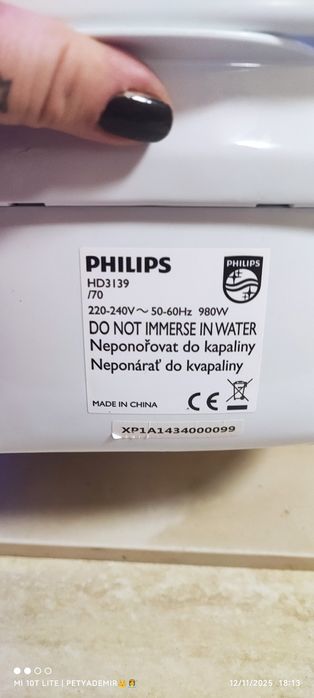 PHILIPS
PHILIPS
HD3139
/70
220-240V～ 50-60Hz 980W
DO NOT IMMERSE IN WATER
Neponořovat do kapaliny
Neponárať do kvapaliny
MADE IN CHINA
CE
XP1A1434000099
MI 10T LITE | PETYADEMIR👑👩
12/11/2025 18:13